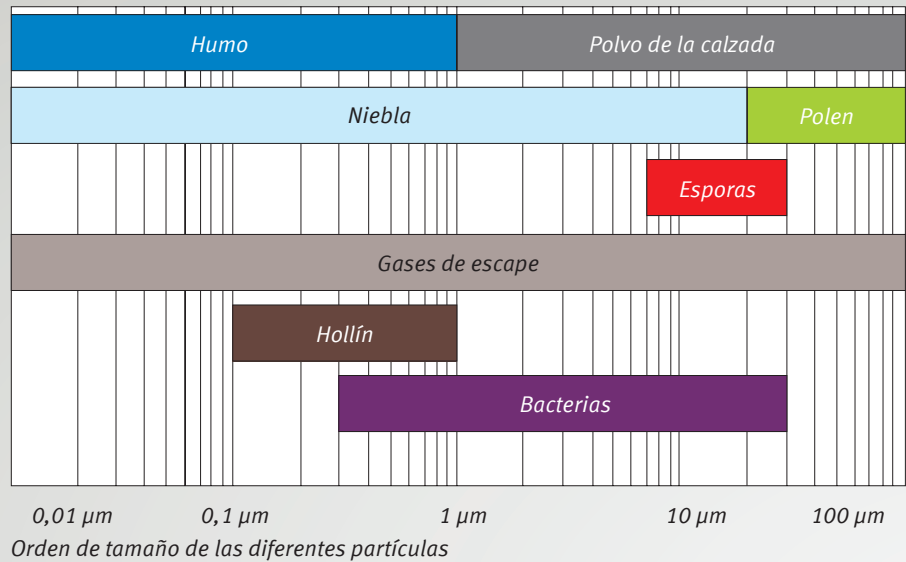 Humo
Polvo de la calzada
Niebla
Polen
Esporas
Gases de escape
Hollín
Bacterias
0,01 µm 0,1 µm 1 µm 10 µm 100 µm
Orden de tamaño de las diferentes partículas